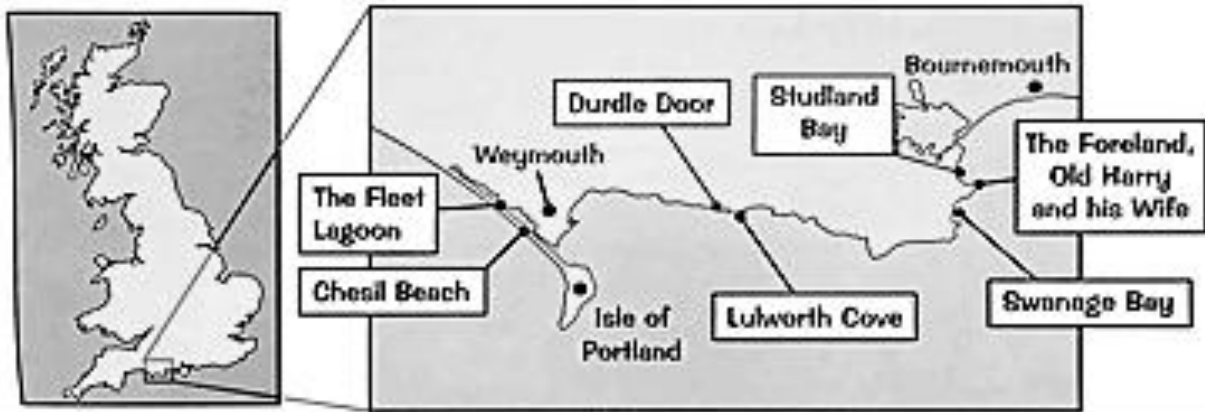 Bournemouth
Durdle Door
Studland
Bay
The Foreland,
Old Harry
and his Wife
Weymouth
The Fleet
Lagoon
Chesil Beach
Isle of
Portland
Lulworth Cove
Swanage Bay